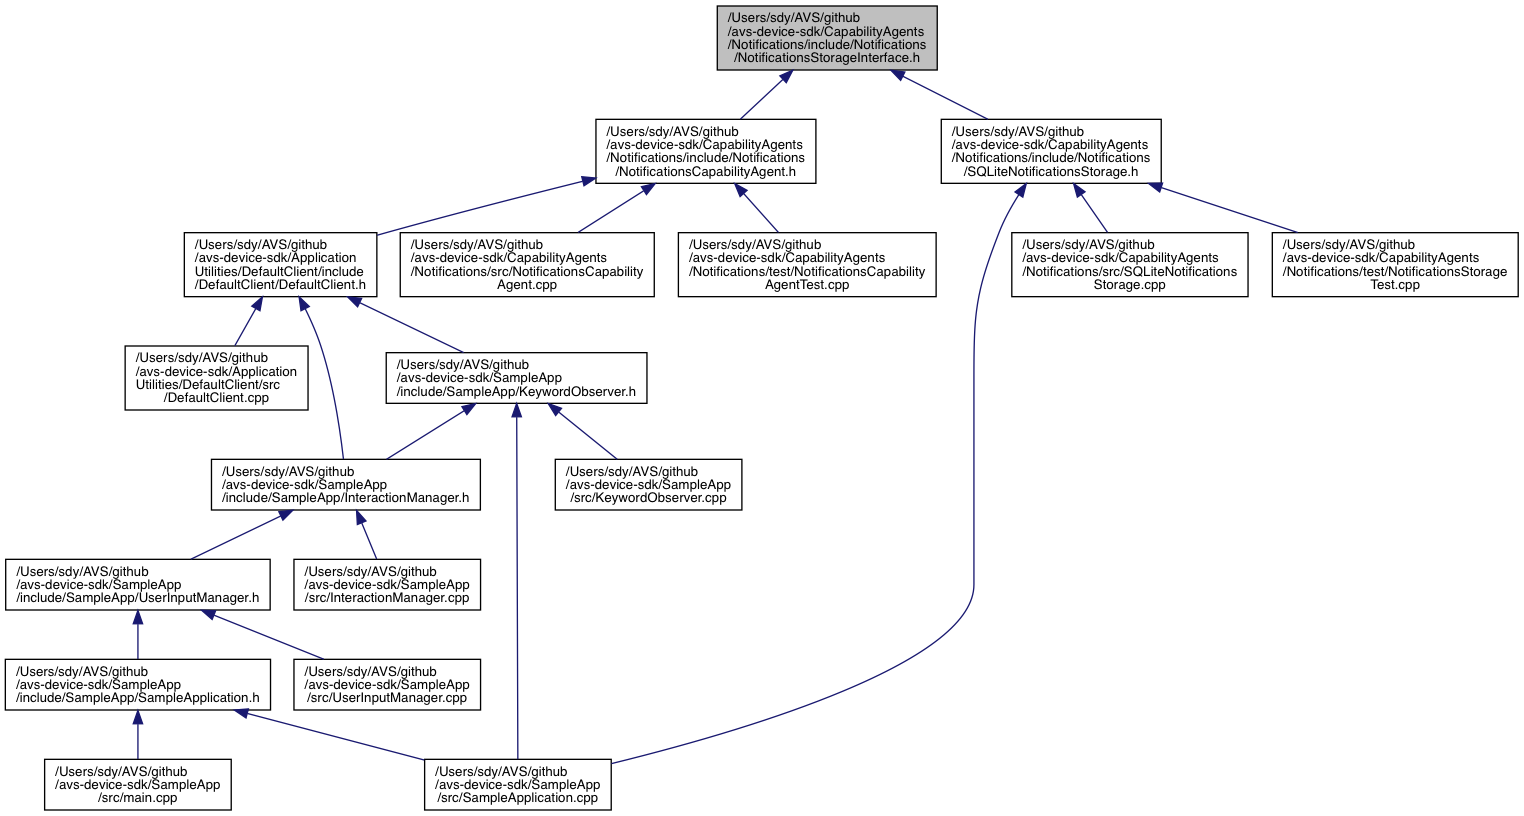 /Users/sdy/AVS/github
/avs-device-sdk/CapabilityAgents
/Notifications/include/Notifications
/NotificationsStorageInterface.h
/Users/sdy/AVS/github
/avs-device-sdk/CapabilityAgents
/Notifications/include/Notifications
/NotificationsCapabilityAgent.h
/Users/sdy/AVS/github
/avs-device-sdk/CapabilityAgents
/Notifications/include/Notifications
/SQLiteNotificationsStorage.h
/Users/sdy/AVS/github
/avs-device-sdk/Application
Utilities/DefaultClient/include
/DefaultClient/DefaultClient.h
/Users/sdy/AVS/github
/avs-device-sdk/CapabilityAgents
/Notifications/src/NotificationsCapability
Agent.cpp
/Users/sdy/AVS/github
/avs-device-sdk/CapabilityAgents
/Notifications/test/NotificationsCapability
AgentTest.cpp
/Users/sdy/AVS/github
/avs-device-sdk/CapabilityAgents
/Notifications/src/SQLiteNotifications
Storage.cpp
/Users/sdy/AVS/github
/avs-device-sdk/CapabilityAgents
/Notifications/test/NotificationsStorage
Test.cpp
/Users/sdy/AVS/github
/avs-device-sdk/Application
Utilities/DefaultClient/src
/DefaultClient.cpp
/Users/sdy/AVS/github
/avs-device-sdk/SampleApp
/include/SampleApp/KeywordObserver.h
/Users/sdy/AVS/github
/avs-device-sdk/SampleApp
/include/SampleApp/InteractionManager.h
/Users/sdy/AVS/github
/avs-device-sdk/SampleApp
/src/KeywordObserver.cpp
/Users/sdy/AVS/github
/avs-device-sdk/SampleApp
/include/SampleApp/UserInputManager.h
/Users/sdy/AVS/github
/avs-device-sdk/SampleApp
/src/InteractionManager.cpp
/Users/sdy/AVS/github
/avs-device-sdk/SampleApp
/include/SampleApp/SampleApplication.h
/Users/sdy/AVS/github
/avs-device-sdk/SampleApp
/src/UserInputManager.cpp
/Users/sdy/AVS/github
/avs-device-sdk/SampleApp
/src/main.cpp
/Users/sdy/AVS/github
/avs-device-sdk/SampleApp
/src/SampleApplication.cpp